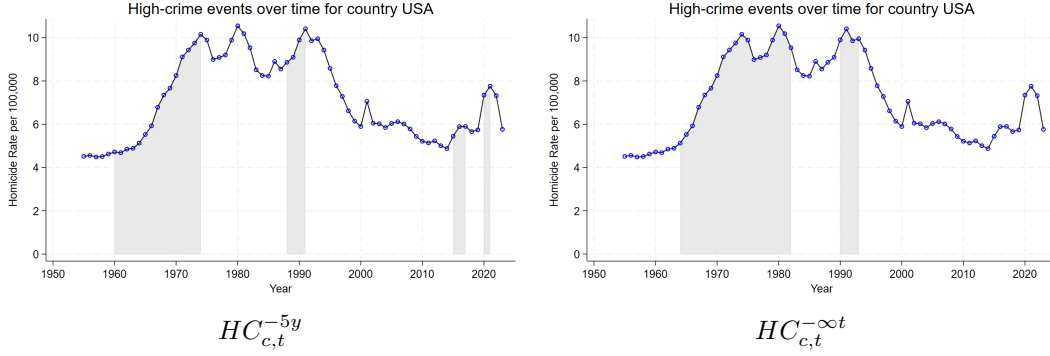 High-crime events over time for country USA
Homicide Rate per 100,000
10
8
6
4
2
0
1950 1960 1970 1980 1990 2000 2010 2020
Year
HC_{c,t}^{-5y}
High-crime events over time for country USA
Homicide Rate per 100,000
10
8
6
4
2
0
1950 1960 1970 1980 1990 2000 2010 2020
Year
HC_{c,t}^{-∞t}